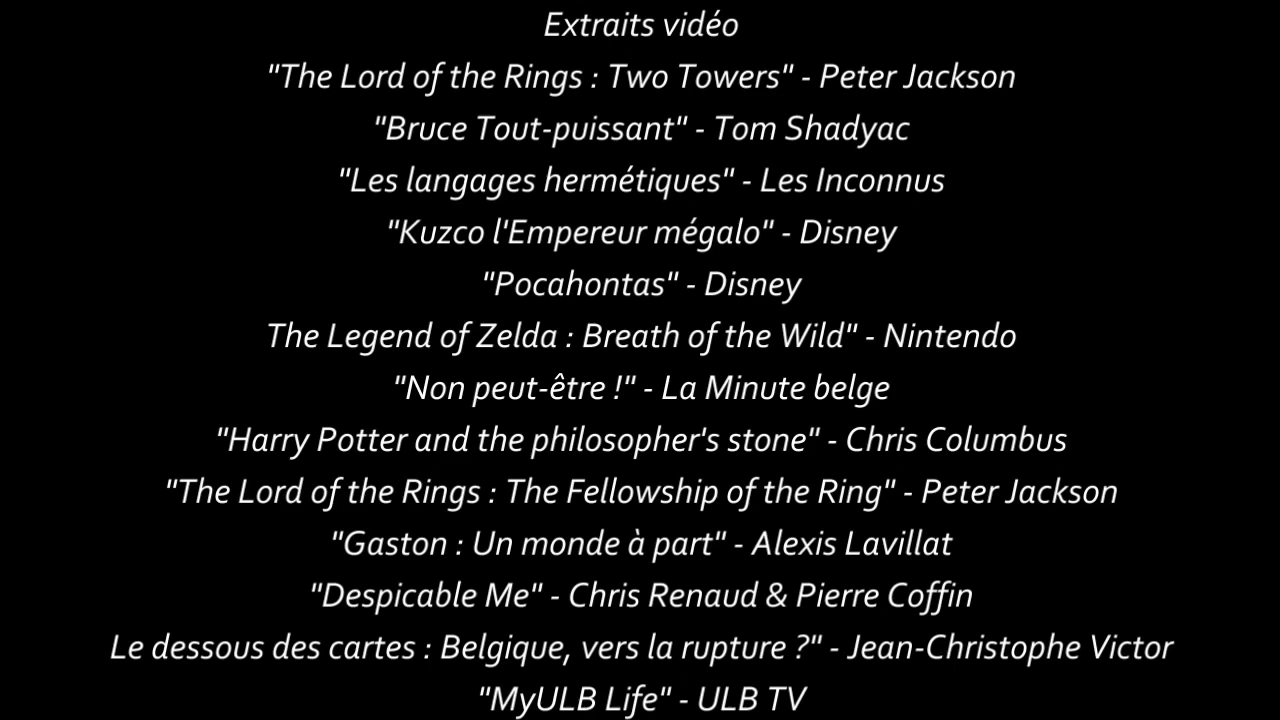 Extraits vidéo
"The Lord of the Rings : Two Towers" - Peter Jackson
"Bruce Tout-puissant" - Tom Shadyac
"Les langages hermétiques" - Les Inconnus
"Kuzco l'Empereur mégalo" - Disney
"Pocahontas" - Disney
The Legend of Zelda : Breath of the Wild" - Nintendo
"Non peut-être !" - La Minute belge
"Harry Potter and the philosopher's stone" - Chris Columbus
"The Lord of the Rings : The Fellowship of the Ring" - Peter Jackson
"Gaston : Un monde à part" - Alexis Lavillat
"Despicable Me" - Chris Renaud & Pierre Coffin
Le dessous des cartes : Belgique, vers la rupture ?" - Jean-Christophe Victor
"MyULB Life" - ULB TV